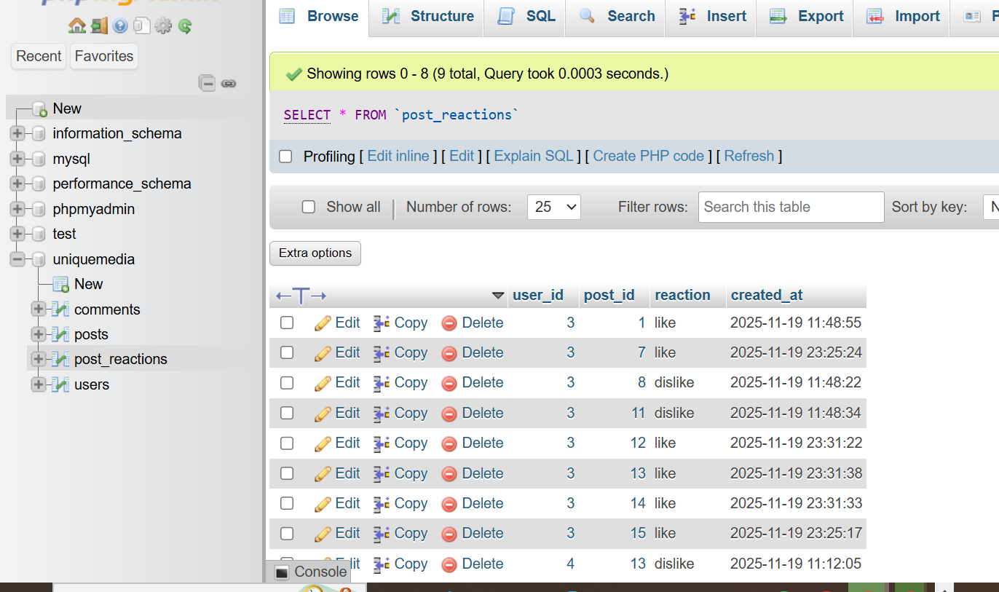 Recent Favorites
New
information_schema
mysql
performance_schema
phpmyadmin
test
uniquemedia
New
comments
posts
post_reactions
users
Browse Structure SQL Search Insert Export Import
Showing rows 0 - 8 (9 total, Query took 0.0003 seconds.)
SELECT * FROM `post_reactions`
Profiling [ Edit inline ] [ Edit ] [ Explain SQL ] [ Create PHP code ] [ Refresh ]
Show all Number of rows: 25 Filter rows: Search this table Sort by key:
Extra options
user_id post_id reaction created_at
Edit Copy Delete 3 1 like 2025-11-19 11:48:55
Edit Copy Delete 3 7 like 2025-11-19 23:25:24
Edit Copy Delete 3 8 dislike 2025-11-19 11:48:22
Edit Copy Delete 3 11 dislike 2025-11-19 11:48:34
Edit Copy Delete 3 12 like 2025-11-19 23:31:22
Edit Copy Delete 3 13 like 2025-11-19 23:31:38
Edit Copy Delete 3 14 like 2025-11-19 23:31:33
Edit Copy Delete 3 15 like 2025-11-19 23:25:17
Copy Delete 4 13 dislike 2025-11-19 11:12:05
Console